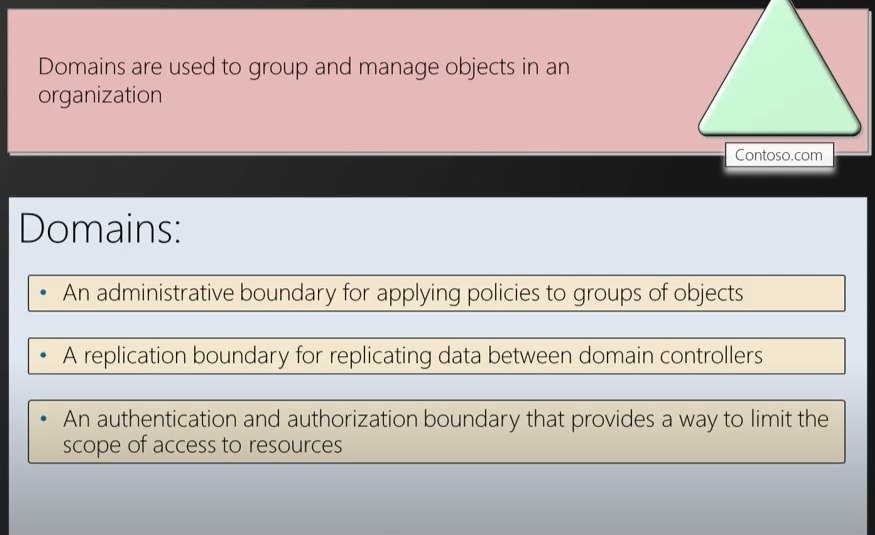 Domains are used to group and manage objects in an
organization
Contoso.com
Domains:
• An administrative boundary for applying policies to groups of objects
• A replication boundary for replicating data between domain controllers
• An authentication and authorization boundary that provides a way to limit the
scope of access to resources